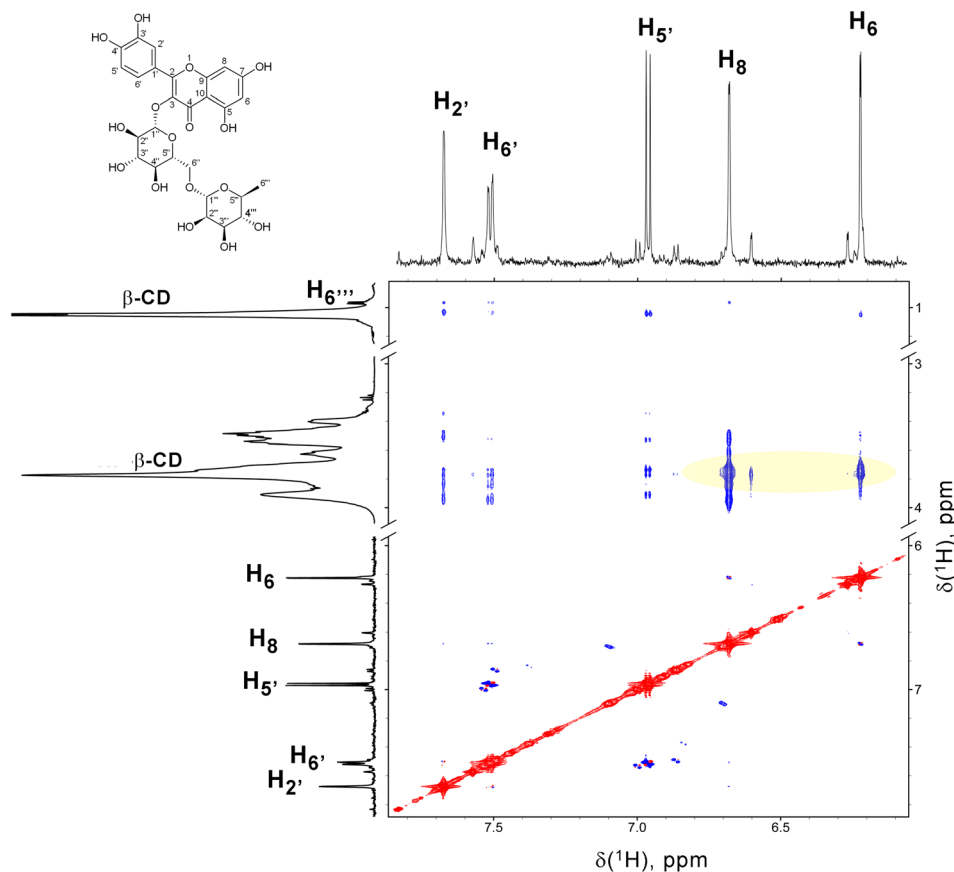 OH
HO
3'
4'
2'
5'
1'
6'
O
1
8
OH
2
9
7
3
10
6
4
5
O
O
OH
HO
1''
2''
O
3''
5''
HO
4''
6''
HO
OH
O
O
6'''
1'''
5'''
2'''
4'''
HO
3'''
OH
OH
H2'
H6'
H5'
H8
H6
β-CD
H6'''
1
3
β-CD
4
6
H6
H8
H5'
7
H6'
H2'
δ(1H), ppm
7.5
7.0
6.5
δ(1H), ppm